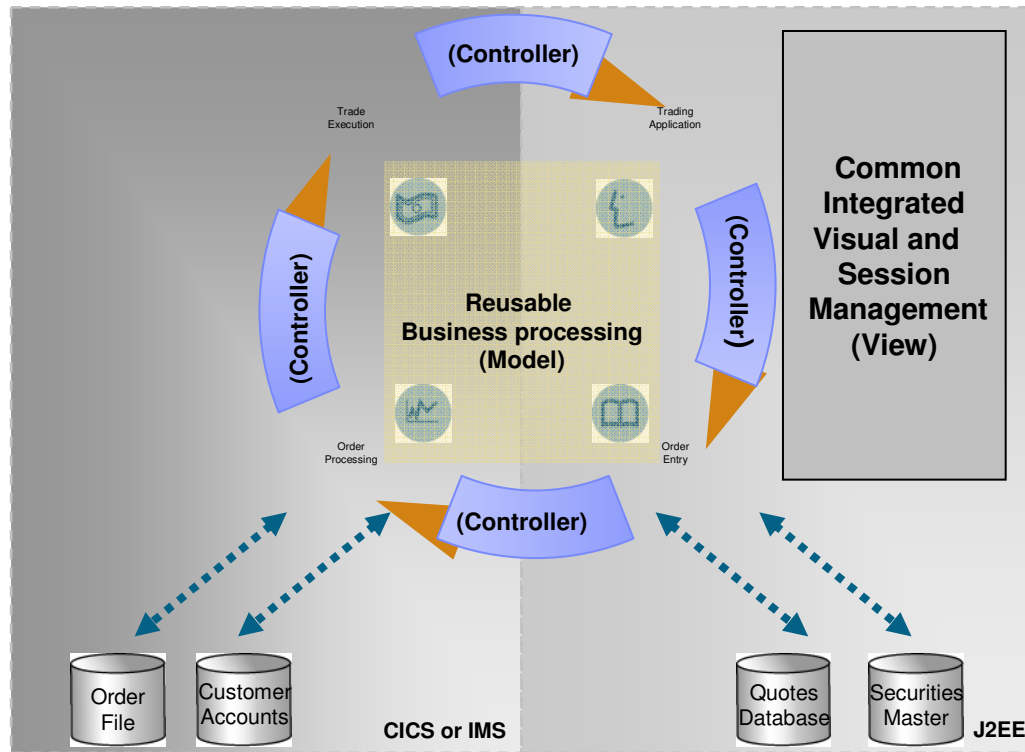 (Controller)
Trade
Execution
Trading
Application
Common
Integrated
Visual and
Session
Management
(View)
(Controller)
(Controller)
Reusable
Business processing
(Model)
Order
Processing
Order
Entry
(Controller)
Order
File
Customer
Accounts
Quotes
Database
Securities
Master
CICS or IMS
J2EE